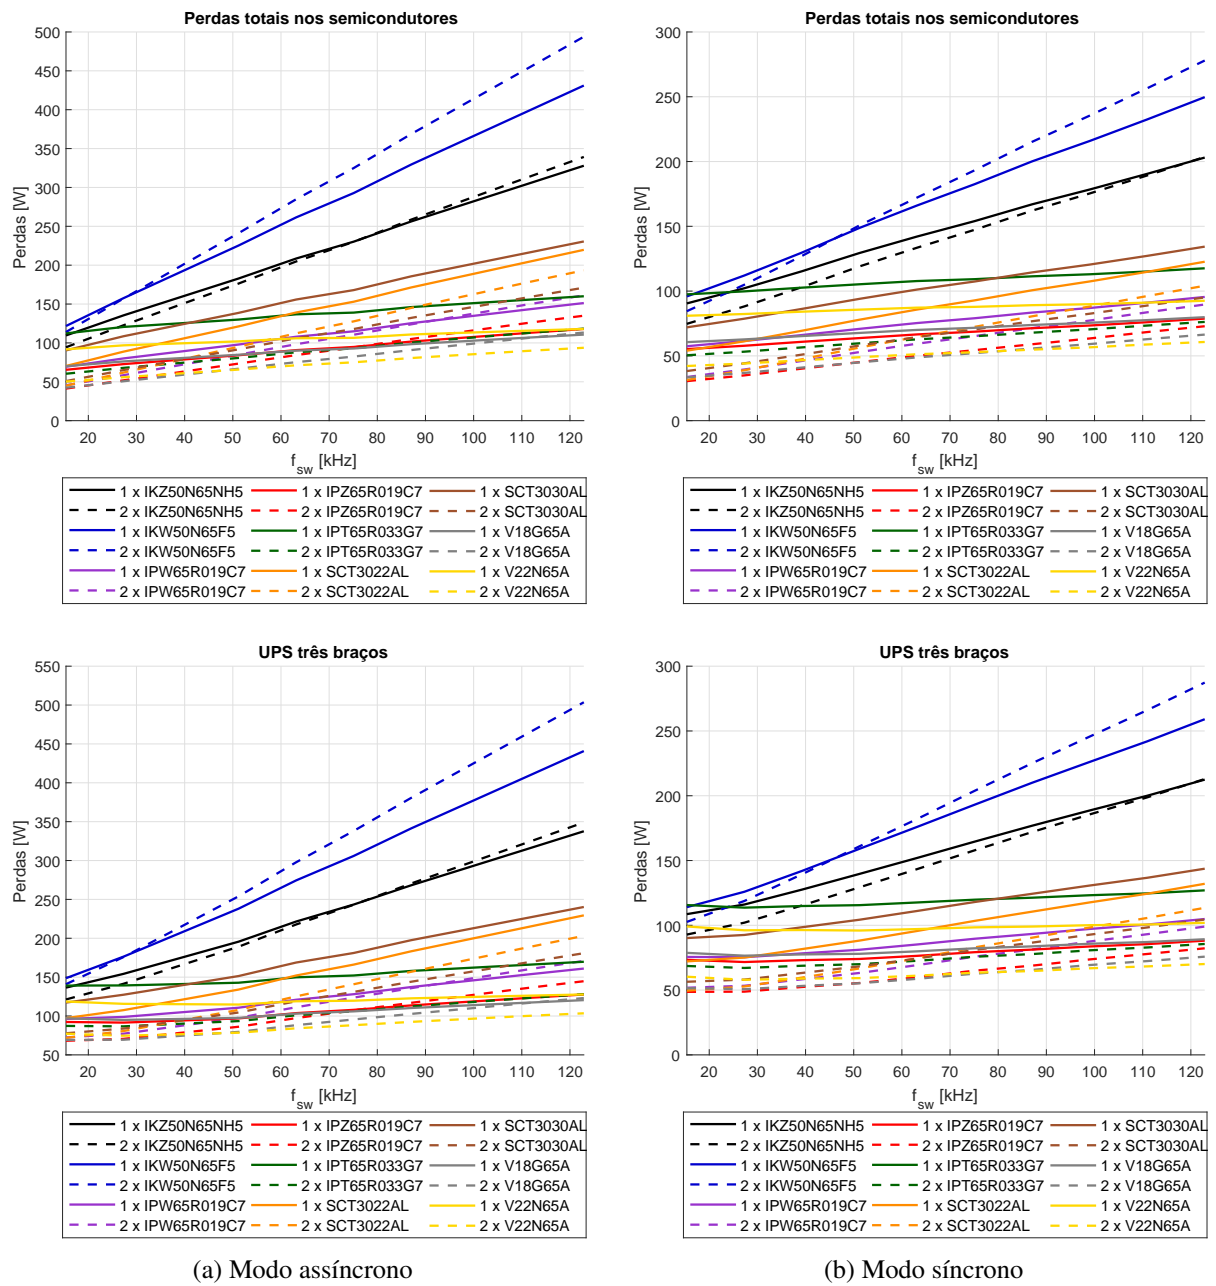 Perdas totais nos semicondutores
500
450
400
350
300
250
200
150
100
50
0
Perdas [W]
20 30 40 50 60 70 80 90 100 110 120
f_sw [kHz]
1 x IKZ50N65NH5 1 x IPZ65R019C7 1 x SCT3030AL
2 x IKZ50N65NH5 2 x IPZ65R019C7 2 x SCT3030AL
1 x IKW50N65F5 1 x IPT65R033G7 1 x V18G65A
2 x IKW50N65F5 2 x IPT65R033G7 2 x V18G65A
1 x IPW65R019C7 1 x SCT3022AL 1 x V22N65A
2 x IPW65R019C7 2 x SCT3022AL 2 x V22N65A
Perdas totais nos semicondutores
300
250
200
150
100
50
0
Perdas [W]
20 30 40 50 60 70 80 90 100 110 120
f_sw [kHz]
1 x IKZ50N65NH5 1 x IPZ65R019C7 1 x SCT3030AL
2 x IKZ50N65NH5 2 x IPZ65R019C7 2 x SCT3030AL
1 x IKW50N65F5 1 x IPT65R033G7 1 x V18G65A
2 x IKW50N65F5 2 x IPT65R033G7 2 x V18G65A
1 x IPW65R019C7 1 x SCT3022AL 1 x V22N65A
2 x IPW65R019C7 2 x SCT3022AL 2 x V22N65A
UPS três braços
550
500
450
400
350
300
250
200
150
100
50
Perdas [W]
20 30 40 50 60 70 80 90 100 110 120
f_sw [kHz]
1 x IKZ50N65NH5 1 x IPZ65R019C7 1 x SCT3030AL
2 x IKZ50N65NH5 2 x IPZ65R019C7 2 x SCT3030AL
1 x IKW50N65F5 1 x IPT65R033G7 1 x V18G65A
2 x IKW50N65F5 2 x IPT65R033G7 2 x V18G65A
1 x IPW65R019C7 1 x SCT3022AL 1 x V22N65A
2 x IPW65R019C7 2 x SCT3022AL 2 x V22N65A
(a) Modo assíncrono
UPS três braços
300
250
200
150
100
50
0
Perdas [W]
20 30 40 50 60 70 80 90 100 110 120
f_sw [kHz]
1 x IKZ50N65NH5 1 x IPZ65R019C7 1 x SCT3030AL
2 x IKZ50N65NH5 2 x IPZ65R019C7 2 x SCT3030AL
1 x IKW50N65F5 1 x IPT65R033G7 1 x V18G65A
2 x IKW50N65F5 2 x IPT65R033G7 2 x V18G65A
1 x IPW65R019C7 1 x SCT3022AL 1 x V22N65A
2 x IPW65R019C7 2 x SCT3022AL 2 x V22N65A
(b) Modo síncrono